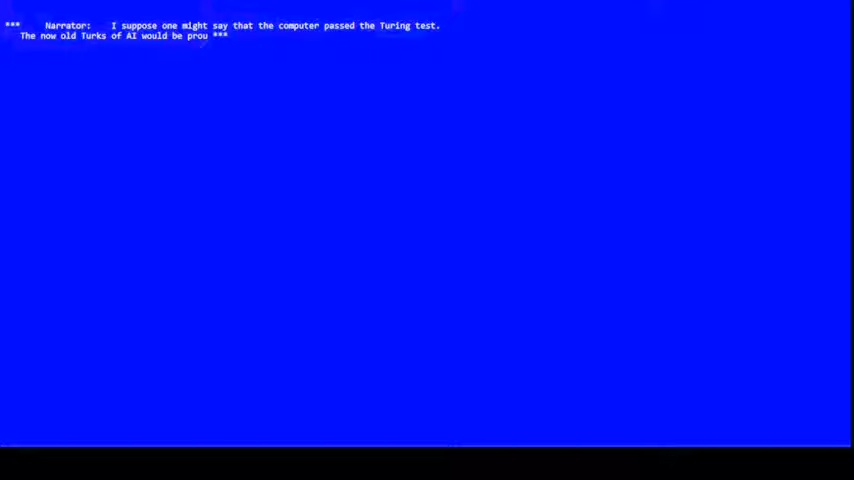 *** Narrator: I suppose one might say that the computer passed the Turing test.
The now old Turks of AI would be prou ***